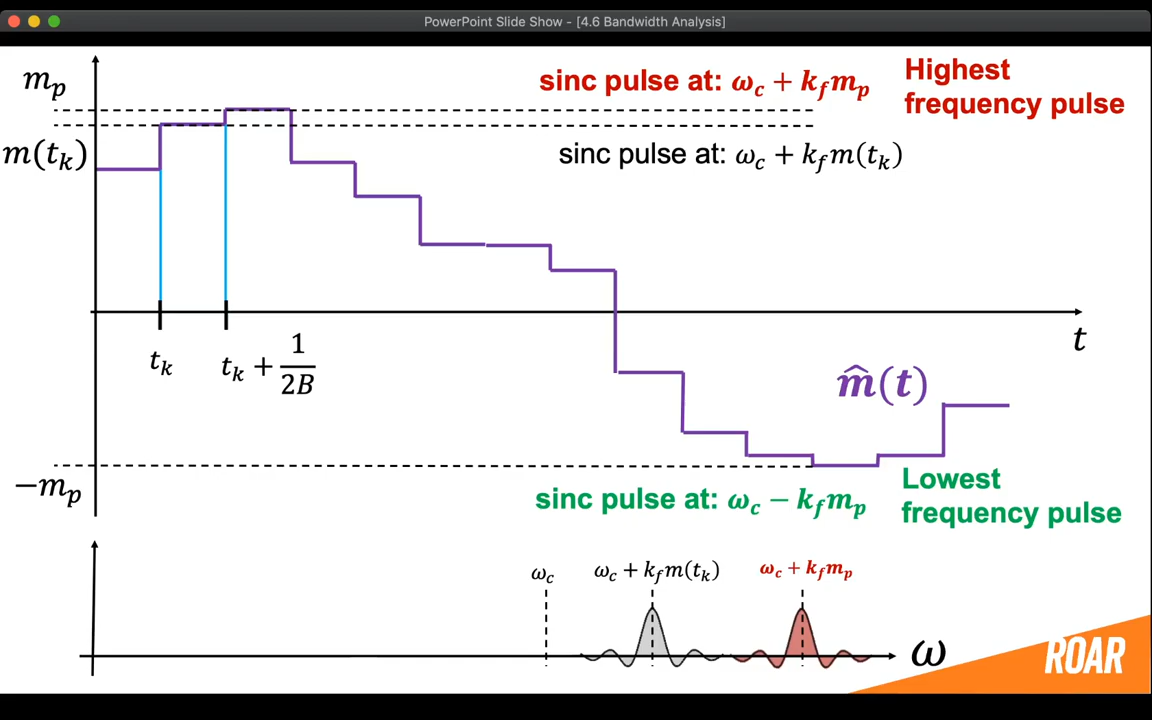 PowerPoint Slide Show - [4.6 Bandwidth Analysis]
m_p
sinc pulse at: ω_c + k_f m_p
Highest
frequency pulse
m(t_k)
sinc pulse at: ω_c + k_f m(t_k)
t
t_k
t_k + 1/2B
m̂(t)
−m_p
sinc pulse at: ω_c − k_f m_p
Lowest
frequency pulse
ω_c
ω_c + k_f m(t_k)
ω_c + k_f m_p
ω
ROAR